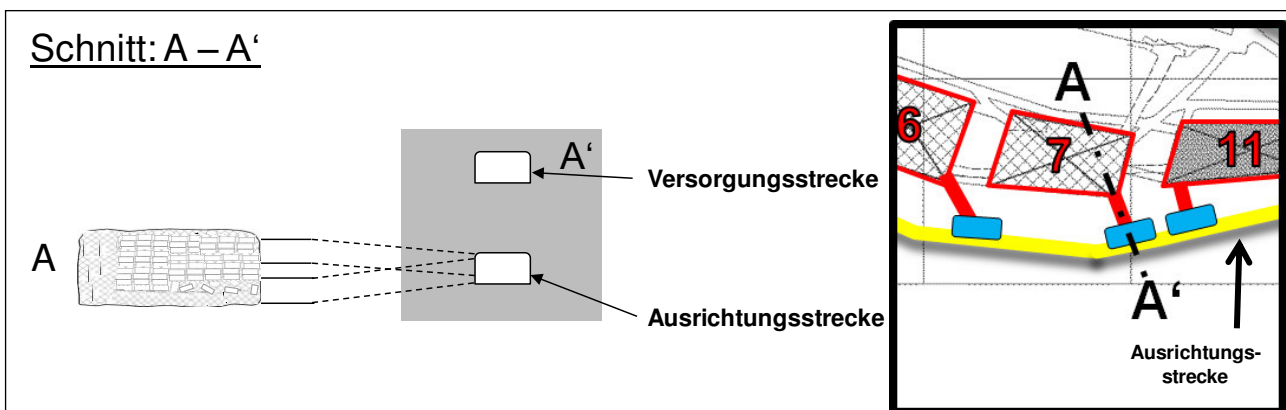 Schnitt: A – A‘
A
A‘
Versorgungsstrecke
Ausrichtungsstrecke
A
6
7
11
A‘
Ausrichtungs-
strecke